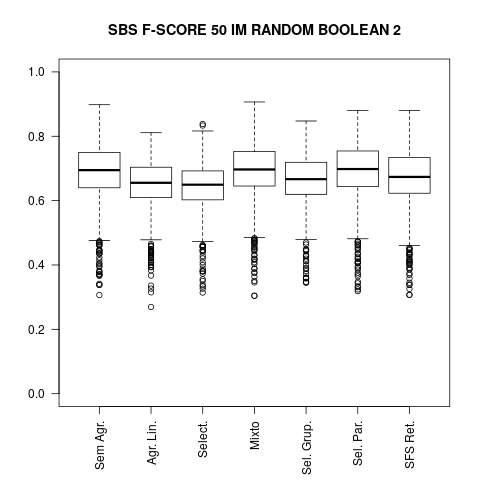 SBS F-SCORE 50 IM RANDOM BOOLEAN 2
1.0
0.8
0.6
0.4
0.2
0.0
Sem Agr.
Agr. Lin.
Select.
Mixto
Sel. Grup.
Sel. Par.
SFS Ret.